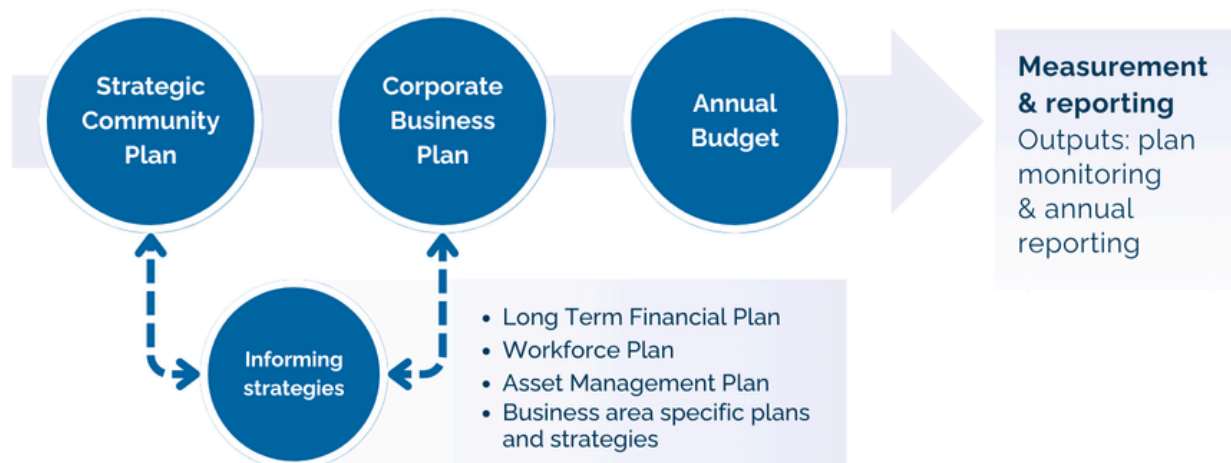 Strategic
Community
Plan
Corporate
Business
Plan
Annual
Budget
Measurement
& reporting
Outputs: plan
monitoring
& annual
reporting
Informing
strategies
• Long Term Financial Plan
• Workforce Plan
• Asset Management Plan
• Business area specific plans
and strategies